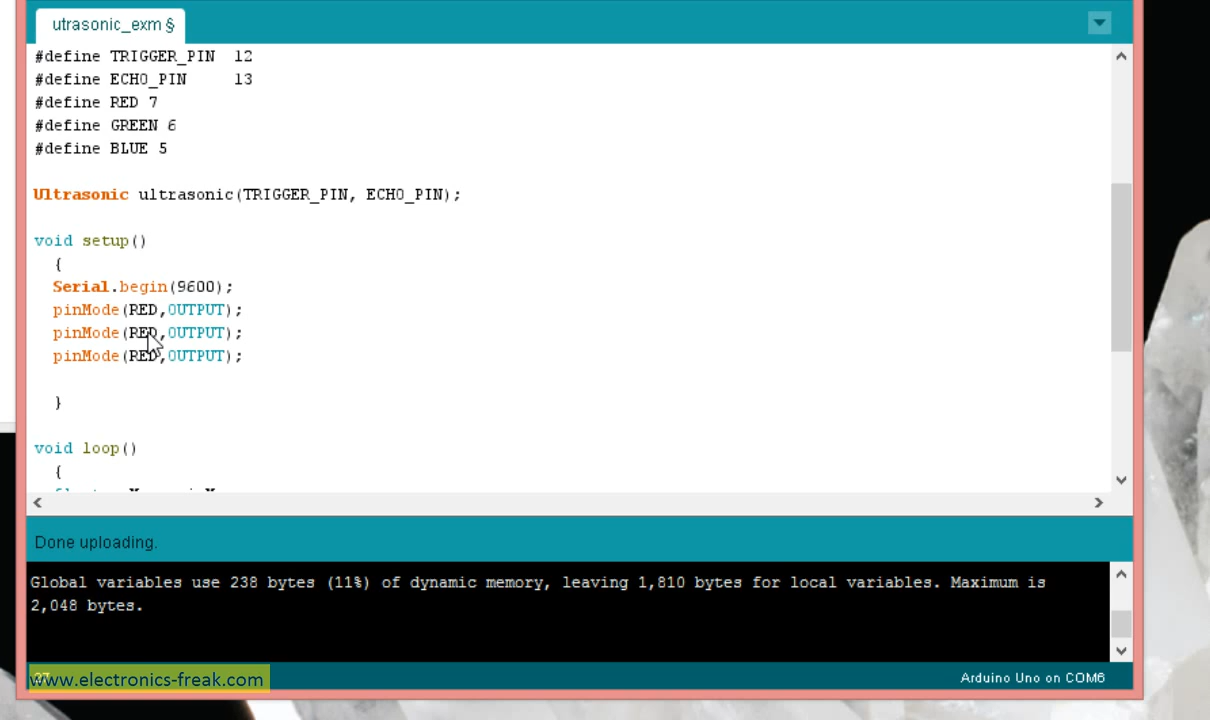 utrasonic_exm §
#define TRIGGER_PIN  12
#define ECHO_PIN     13
#define RED 7
#define GREEN 6
#define BLUE 5
Ultrasonic ultrasonic(TRIGGER_PIN, ECHO_PIN);
void setup()
{
Serial.begin(9600);
pinMode(RED,OUTPUT);
pinMode(RED,OUTPUT);
pinMode(RED,OUTPUT);
}
void loop()
{
Done uploading.
Global variables use 238 bytes (11%) of dynamic memory, leaving 1,810 bytes for local variables. Maximum is
2,048 bytes.
www.electronics-freak.com
Arduino Uno on COM6